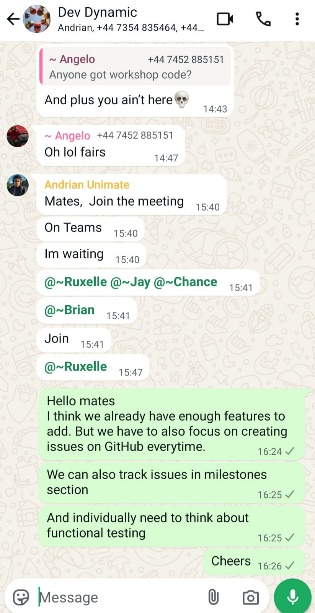 Dev Dynamic
Andrian, +44 7354 835464, +44...
~ Angelo +44 7452 885151
Anyone got workshop code?
And plus you ain't here💀
14:43
~ Angelo +44 7452 885151
Oh lol fairs
14:47
Andrian Unimate
Mates, Join the meeting
15:40
On Teams
15:40
Im waiting
15:40
@~Ruxelle @~Jay @~Chance
15:41
@~Brian
15:41
Join
15:41
@~Ruxelle
15:47
Hello mates
I think we already have enough features to
add. But we have to also focus on creating
issues on GitHub everytime.
16:24
We can also track issues in milestones
section
16:25
And individually need to think about
functional testing
16:25
Cheers
16:26
Message